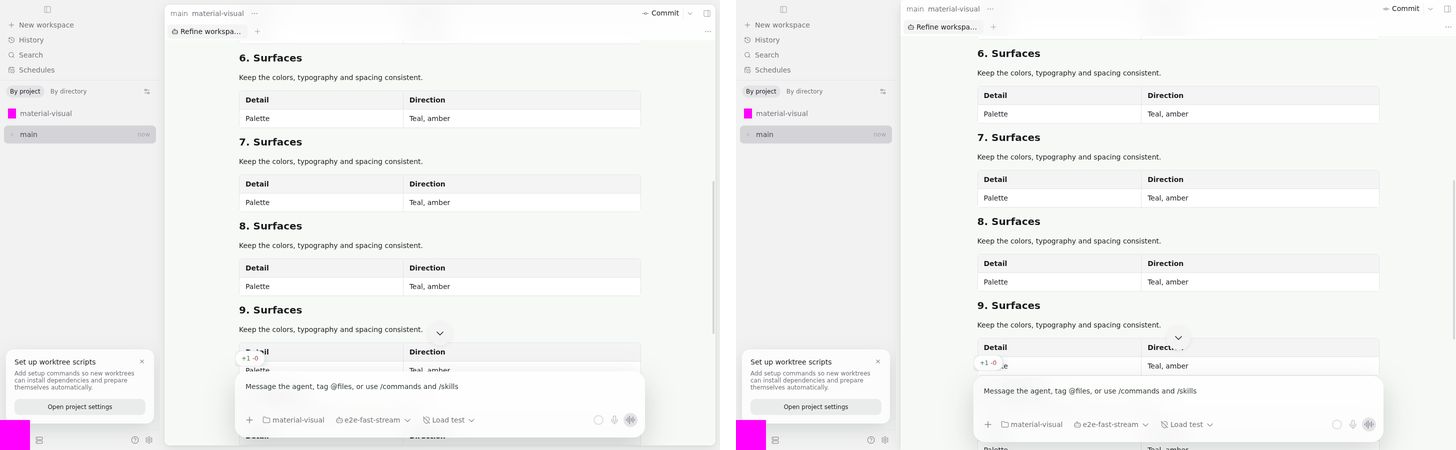 main material-visual ...
Commit
New workspace
History
Search
Schedules
By project By directory
material-visual
main now
Refine workspa...
6. Surfaces
Keep the colors, typography and spacing consistent.
Detail Direction
Palette Teal, amber
7. Surfaces
Keep the colors, typography and spacing consistent.
Detail Direction
Palette Teal, amber
8. Surfaces
Keep the colors, typography and spacing consistent.
Detail Direction
Palette Teal, amber
9. Surfaces
Keep the colors, typography and spacing consistent.
Detail Direction
+1 -0
Palette Teal, amber
Message the agent, tag @files, or use /commands and /skills
material-visual e2e-fast-stream Load test
Detail Direction
Set up worktree scripts
Add setup commands so new worktrees
can install dependencies and prepare
themselves automatically.
Open project settings
main material-visual ...
Commit
New workspace
History
Search
Schedules
By project By directory
material-visual
main now
Refine workspa...
6. Surfaces
Keep the colors, typography and spacing consistent.
Detail Direction
Palette Teal, amber
7. Surfaces
Keep the colors, typography and spacing consistent.
Detail Direction
Palette Teal, amber
8. Surfaces
Keep the colors, typography and spacing consistent.
Detail Direction
Palette Teal, amber
9. Surfaces
Keep the colors, typography and spacing consistent.
Detail Direction
+1 -0
Teal, amber
Message the agent, tag @files, or use /commands and /skills
material-visual e2e-fast-stream Load test
Palette Teal, amber
Set up worktree scripts
Add setup commands so new worktrees
can install dependencies and prepare
themselves automatically.
Open project settings